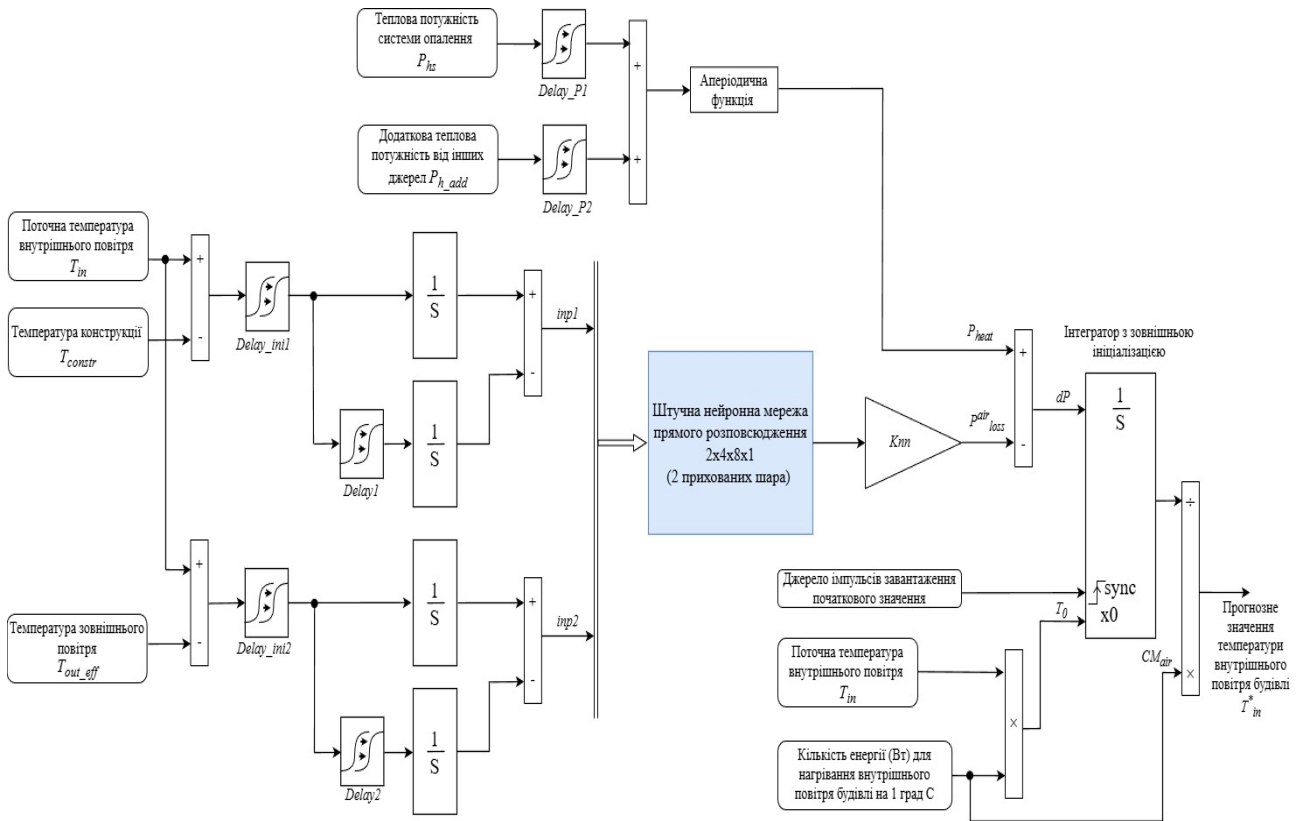 Теплова потужність
системи опалення
P_hs
Delay_P1
+
+
Аперіодична
функція
Додаткова теплова
потужність від інших
джерел P_h_add
Delay_P2
Поточна температура
внутрішнього повітря
T_in
+
-
Температура конструкції
T_constr
Delay_ini1
1
S
+
-
inp1
Delay1
1
S
Температура зовнішнього
повітря
T_out_eff
+
-
Delay_ini2
1
S
+
-
inp2
Delay2
1
S
Штучна нейронна мережа
прямого розповсюдження
2x4x8x1
(2 прихованих шара)
Knn
P_heat
P^air_loss
+
-
dP
Інтегратор з зовнішньою
ініціалізацією
1
S
sync
x0
Джерело імпульсів завантаження
початкового значення
T_0
Поточна температура
внутрішнього повітря
T_in
×
Кількість енергії (Вт) для
нагрівання внутрішнього
повітря будівлі на 1 град С
CM_air
÷
×
Прогнозне
значення
температури
внутрішнього
повітря будівлі
T^*_in